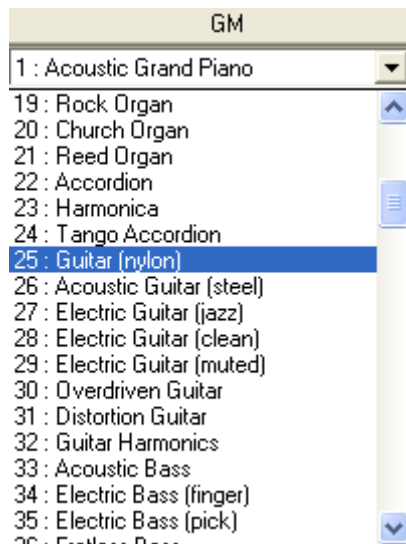 GM
1 : Acoustic Grand Piano
19 : Rock Organ
20 : Church Organ
21 : Reed Organ
22 : Accordion
23 : Harmonica
24 : Tango Accordion
25 : Guitar (nylon)
26 : Acoustic Guitar (steel)
27 : Electric Guitar (jazz)
28 : Electric Guitar (clean)
29 : Electric Guitar (muted)
30 : Overdriven Guitar
31 : Distortion Guitar
32 : Guitar Harmonics
33 : Acoustic Bass
34 : Electric Bass (finger)
35 : Electric Bass (pick)
36 : Fretless Bass